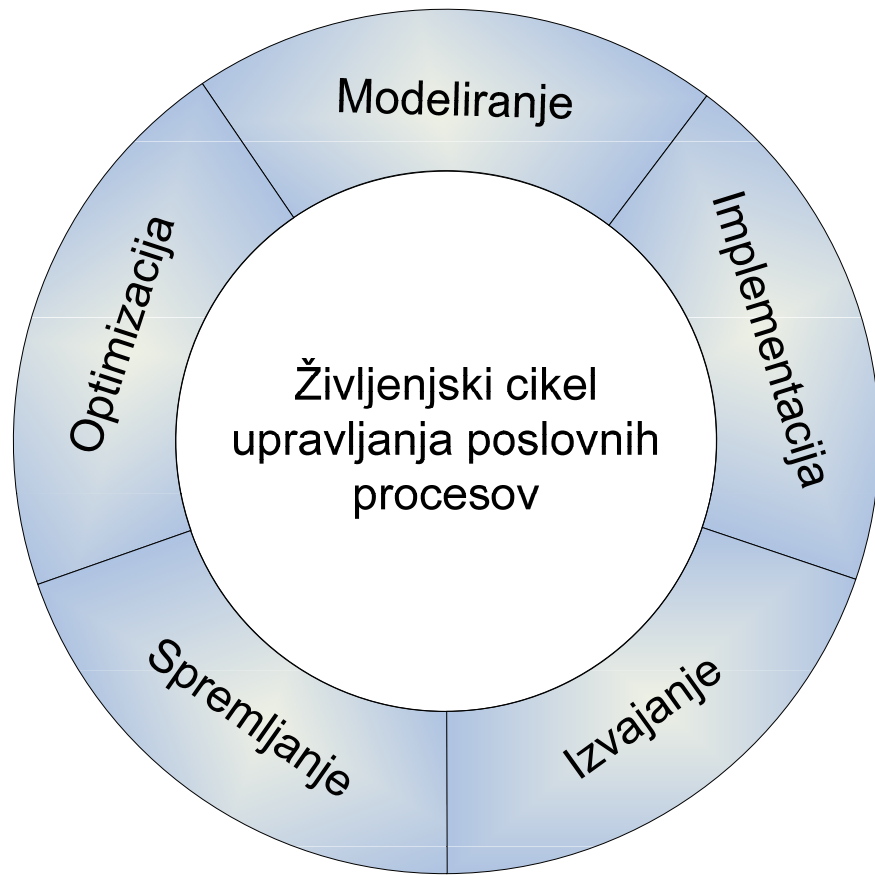 Modeliranje
Implementacija
Izvajanje
Spremljanje
Optimizacija
Življenjski cikel
upravljanja poslovnih
procesov